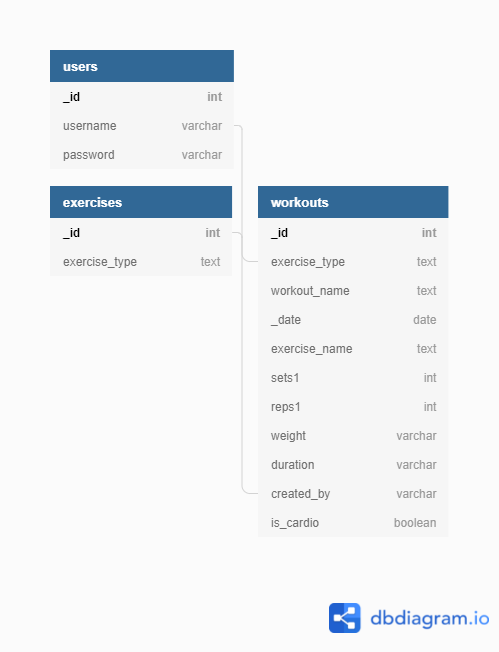 users
_id int
username varchar
password varchar
exercises
_id int
exercise_type text
workouts
_id int
exercise_type text
workout_name text
_date date
exercise_name text
sets1 int
reps1 int
weight varchar
duration varchar
created_by varchar
is_cardio boolean
dbdiagram.io